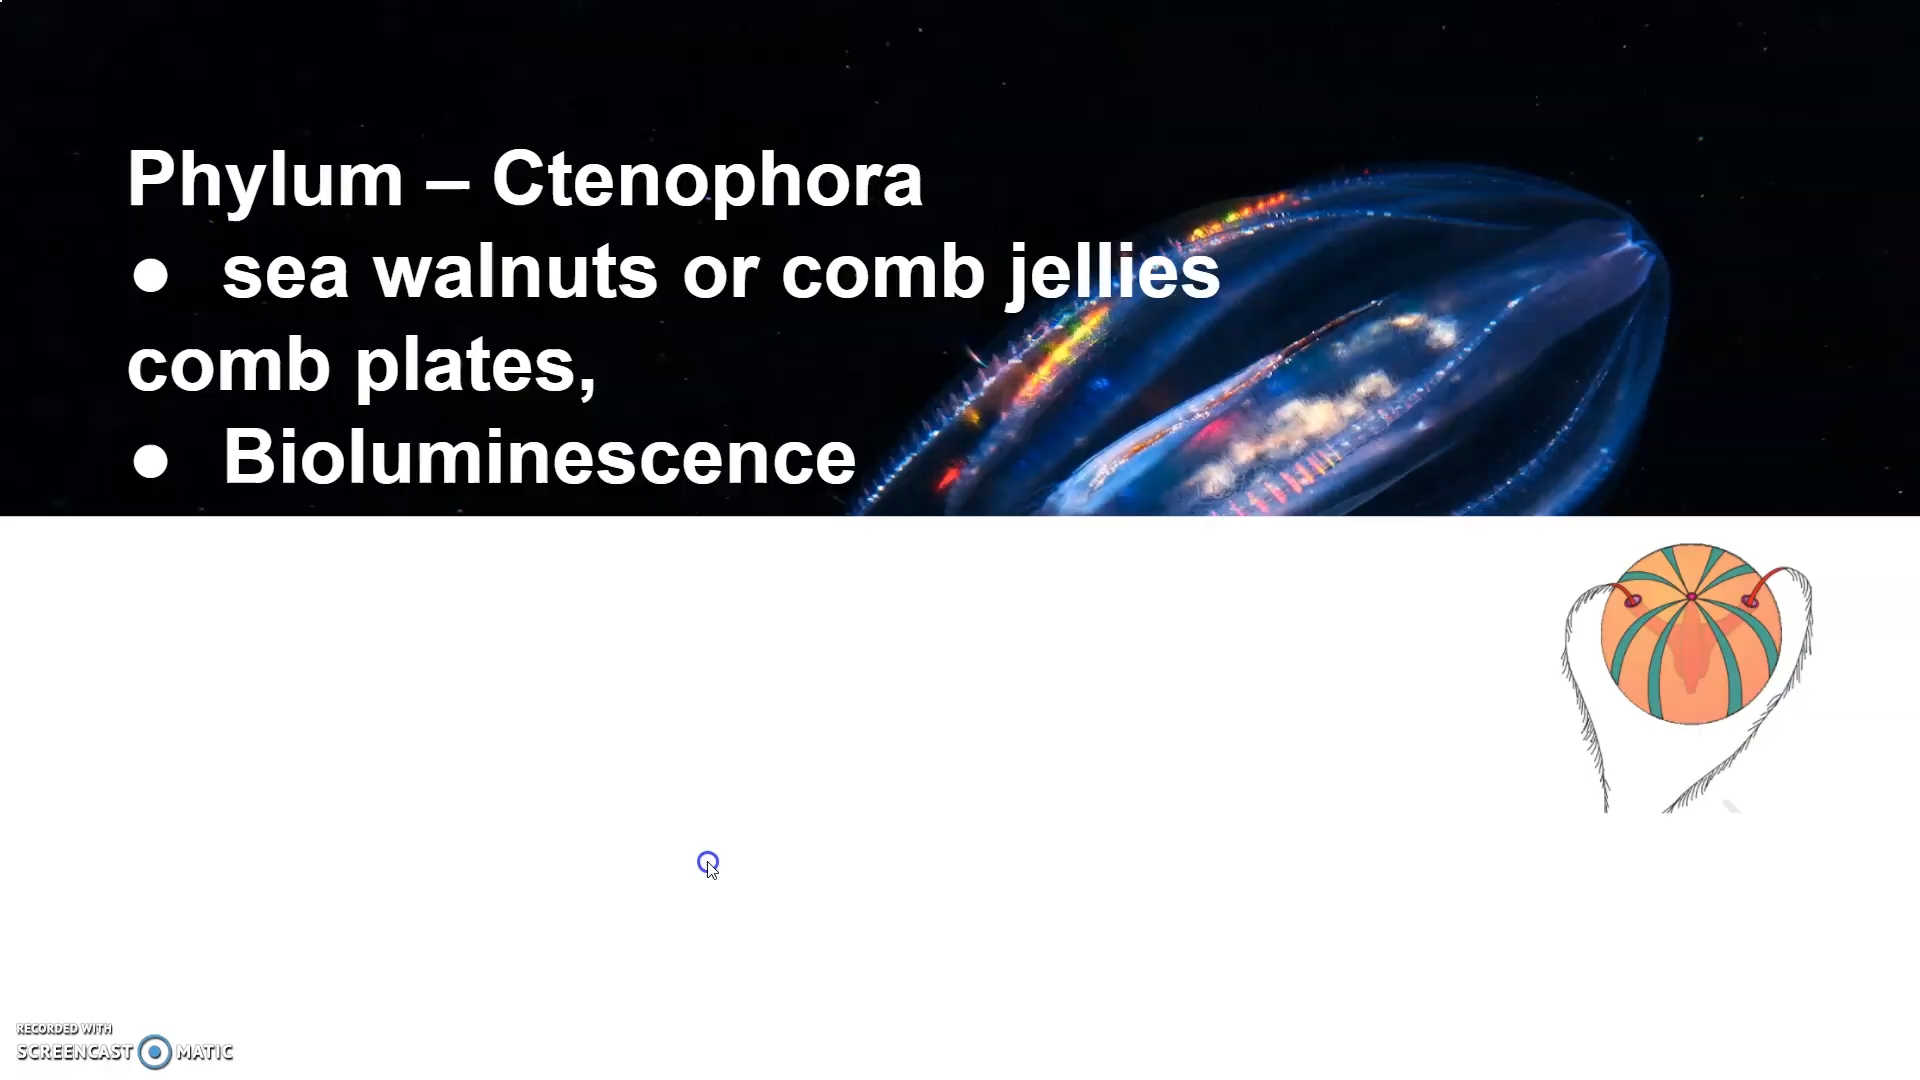 Phylum – Ctenophora
● sea walnuts or comb jellies
comb plates,
● Bioluminescence
RECORDED WITH
SCREENCAST MATIC